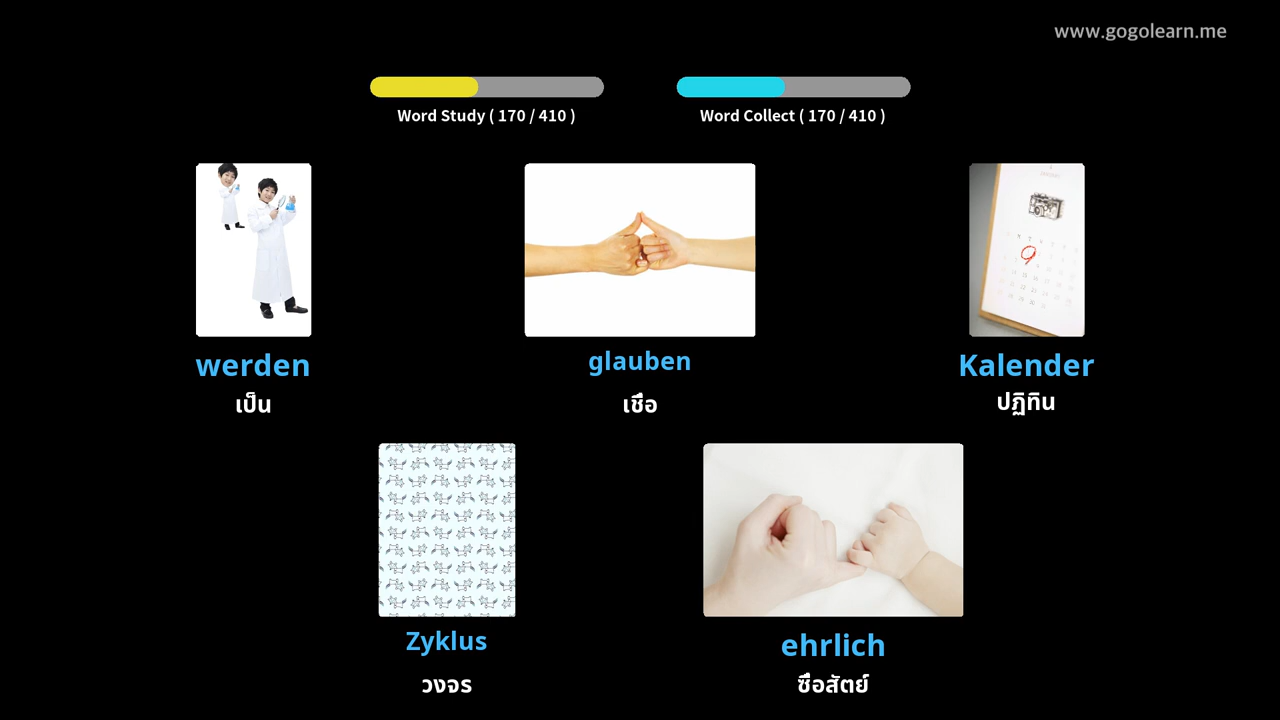 www.gogolearn.me
Word Study ( 170 / 410 )
Word Collect ( 170 / 410 )
werden
เป็น
glauben
เชื่อ
Kalender
ปฏิทิน
Zyklus
วงจร
ehrlich
ซื่อสัตย์